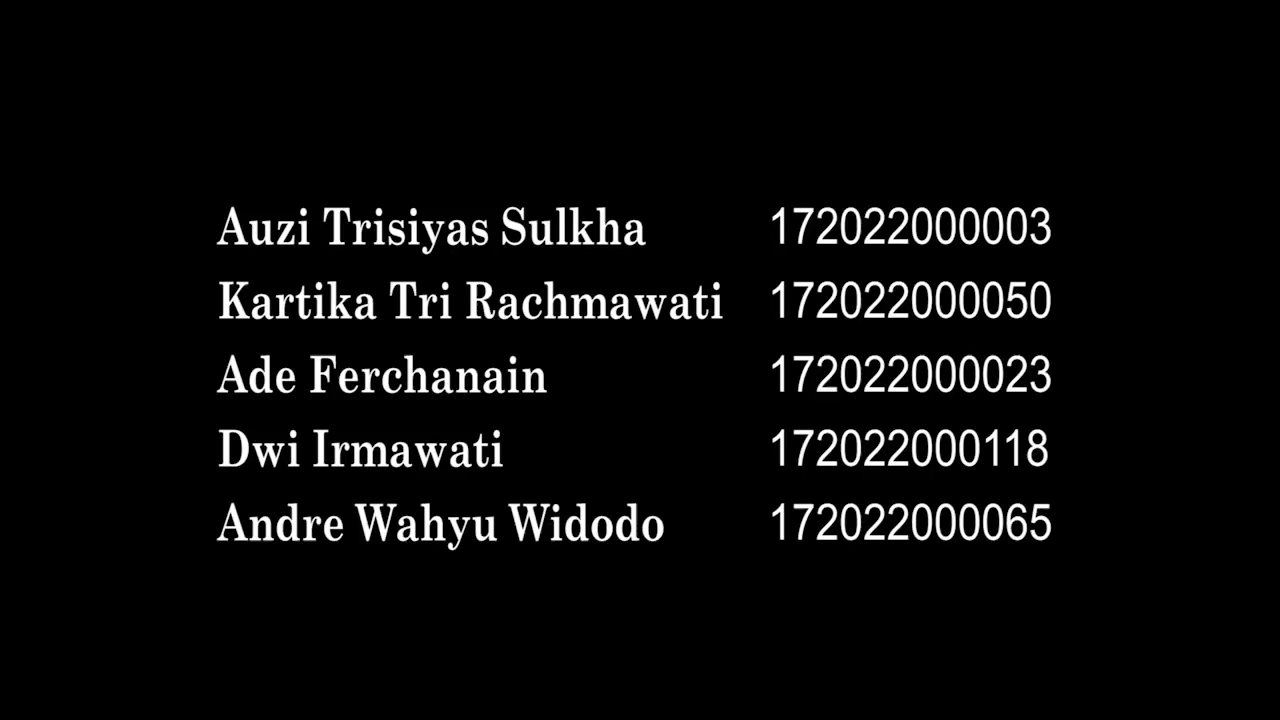 Auzi Trisiyas Sulkha 172022000003
Kartika Tri Rachmawati 172022000050
Ade Ferchanain 172022000023
Dwi Irmawati 172022000118
Andre Wahyu Widodo 172022000065